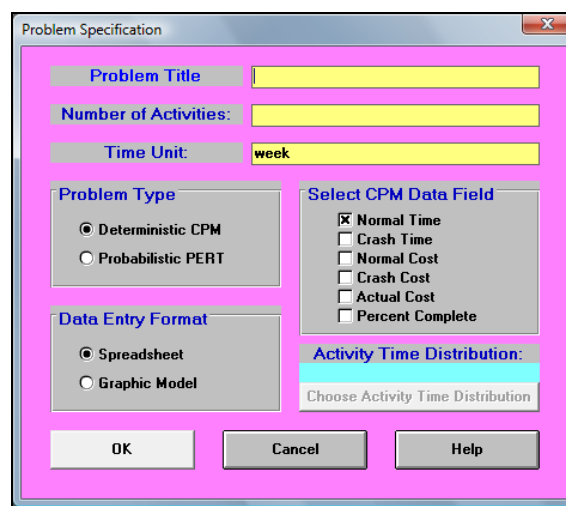 Problem Specification
Problem Title
Number of Activities:
Time Unit:
week
Problem Type
Deterministic CPM
Probabilistic PERT
Select CPM Data Field
Normal Time
Crash Time
Normal Cost
Crash Cost
Actual Cost
Percent Complete
Data Entry Format
Spreadsheet
Graphic Model
Activity Time Distribution:
Choose Activity Time Distribution
OK
Cancel
Help